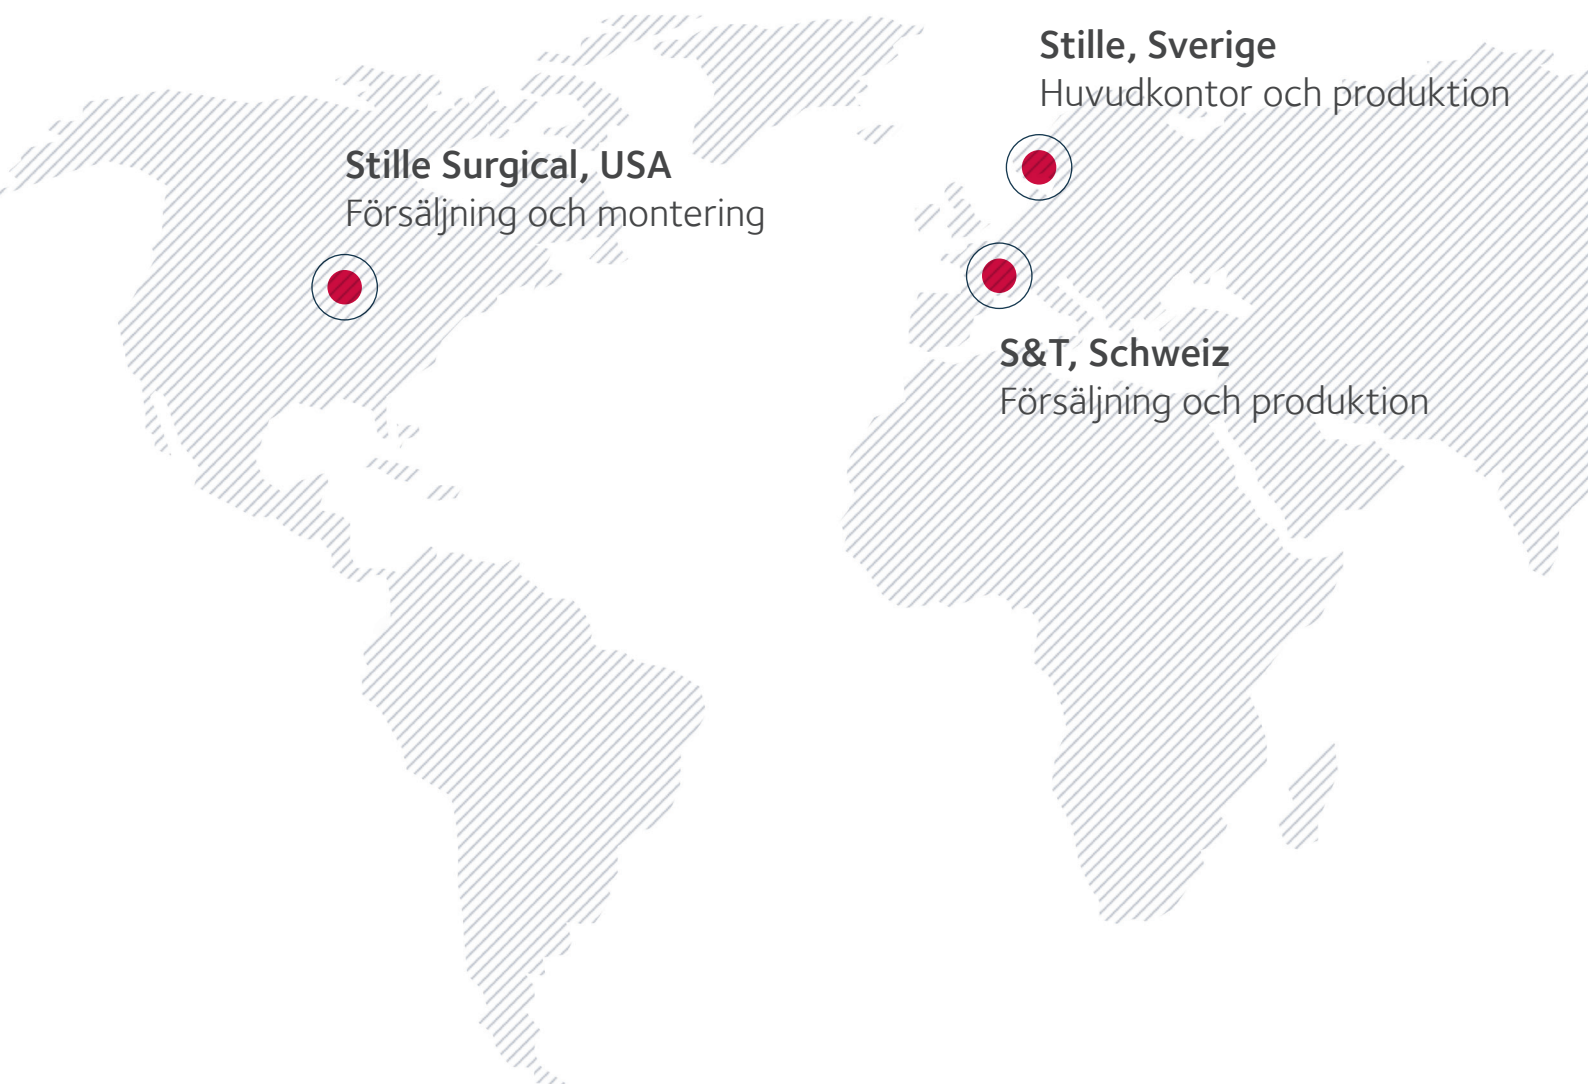 Stille, Sverige
Huvudkontor och produktion
Stille Surgical, USA
Försäljning och montering
S&T, Schweiz
Försäljning och produktion